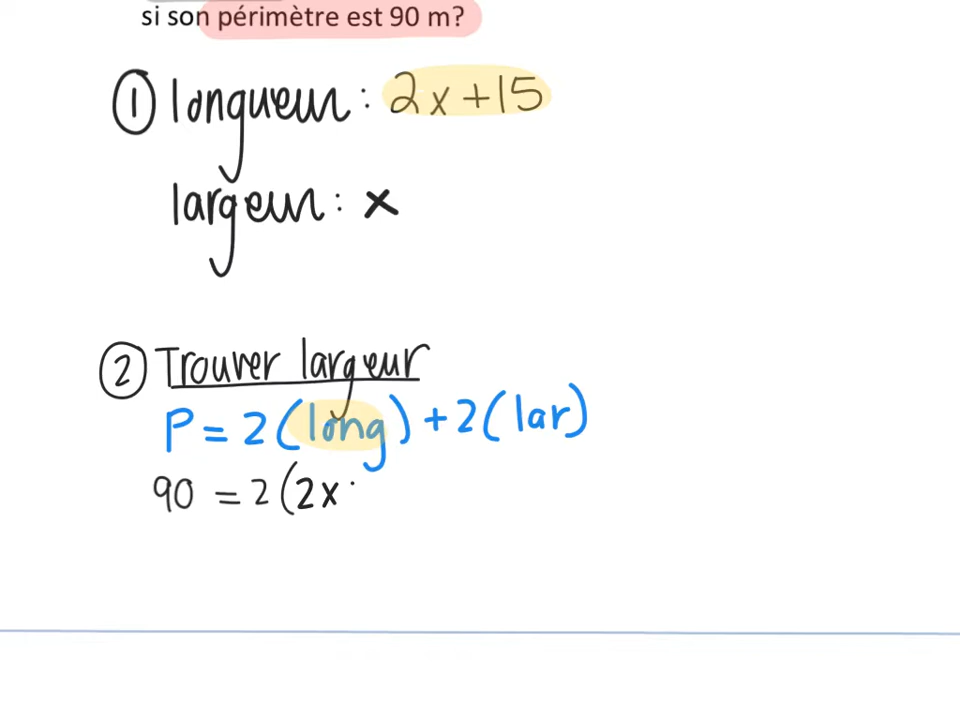 si son périmètre est 90 m?
① longueur : 2x+15
largeur : x
② Trouver largeur
P = 2 (long) + 2 (lar)
90 = 2 (2x